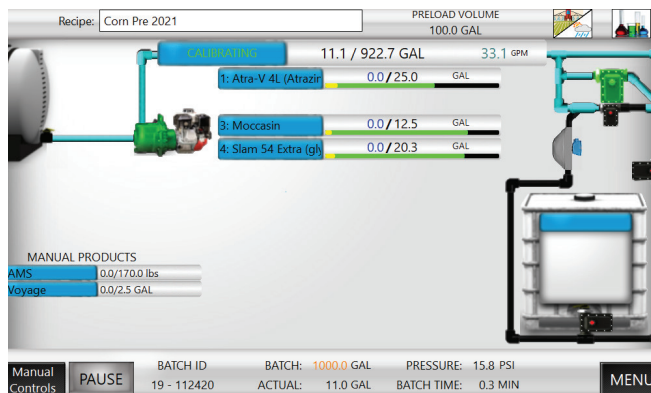 Recipe: Corn Pre 2021
PRELOAD VOLUME
100.0 GAL
CALIBRATING 11.1 / 922.7 GAL 33.1 GPM
1: Atra-V 4L (Atrazin 0.0/25.0 GAL
3: Moccasin 0.0/12.5 GAL
4: Slam 54 Extra (gly 0.0/20.3 GAL
MANUAL PRODUCTS
AMS 0.0/170.0 lbs
Voyage 0.0/2.5 GAL
Manual Controls
PAUSE
BATCH ID
19 - 112420
BATCH: 1000.0 GAL
ACTUAL: 11.0 GAL
PRESSURE: 15.8 PSI
BATCH TIME: 0.3 MIN
MENU